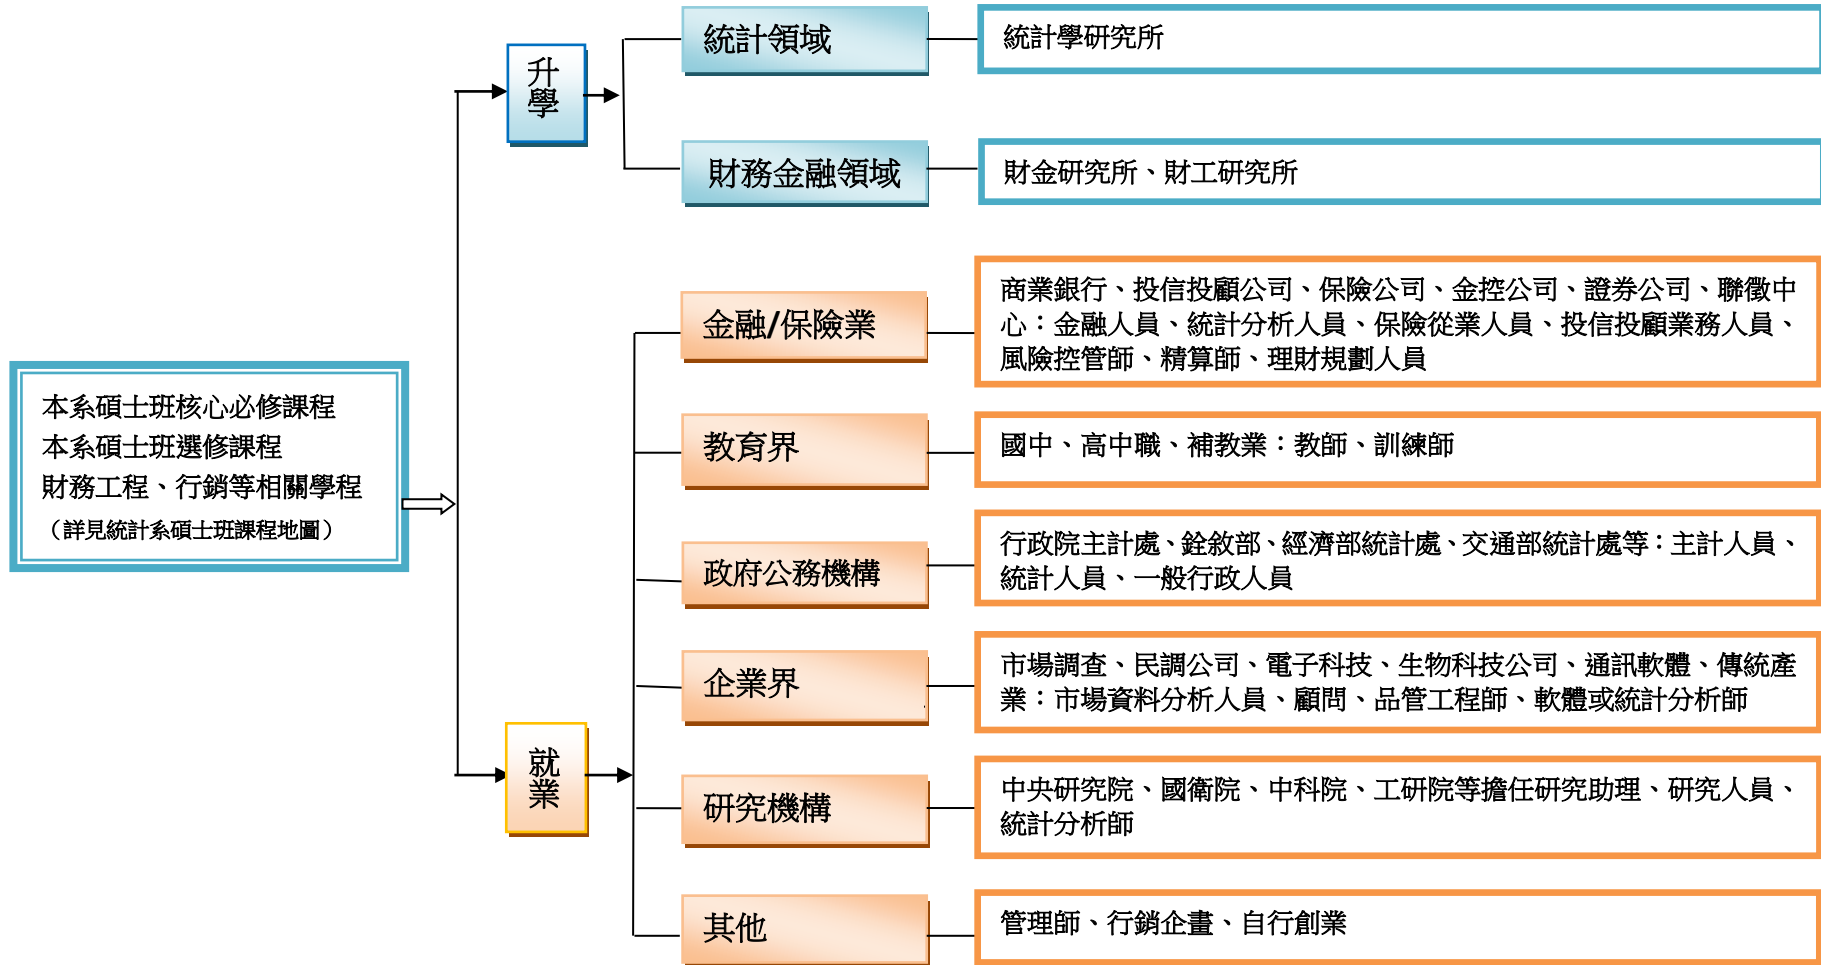 本系碩士班核心必修課程
本系碩士班選修課程
財務工程、行銷等相關學程
（詳見統計系碩士班課程地圖）
升學
統計領域
統計學研究所
財務金融領域
財金研究所、財工研究所
就業
金融/保險業
商業銀行、投信投顧公司、保險公司、金控公司、證券公司、聯徵中
心：金融人員、統計分析人員、保險從業人員、投信投顧業務人員、
風險控管師、精算師、理財規劃人員
教育界
國中、高中職、補教業：教師、訓練師
政府公務機構
行政院主計處、銓敘部、經濟部統計處、交通部統計處等：主計人員、
統計人員、一般行政人員
企業界
市場調查、民調公司、電子科技、生物科技公司、通訊軟體、傳統產
業：市場資料分析人員、顧問、品管工程師、軟體或統計分析師
研究機構
中央研究院、國衛院、中科院、工研院等擔任研究助理、研究人員、
統計分析師
其他
管理師、行銷企畫、自行創業